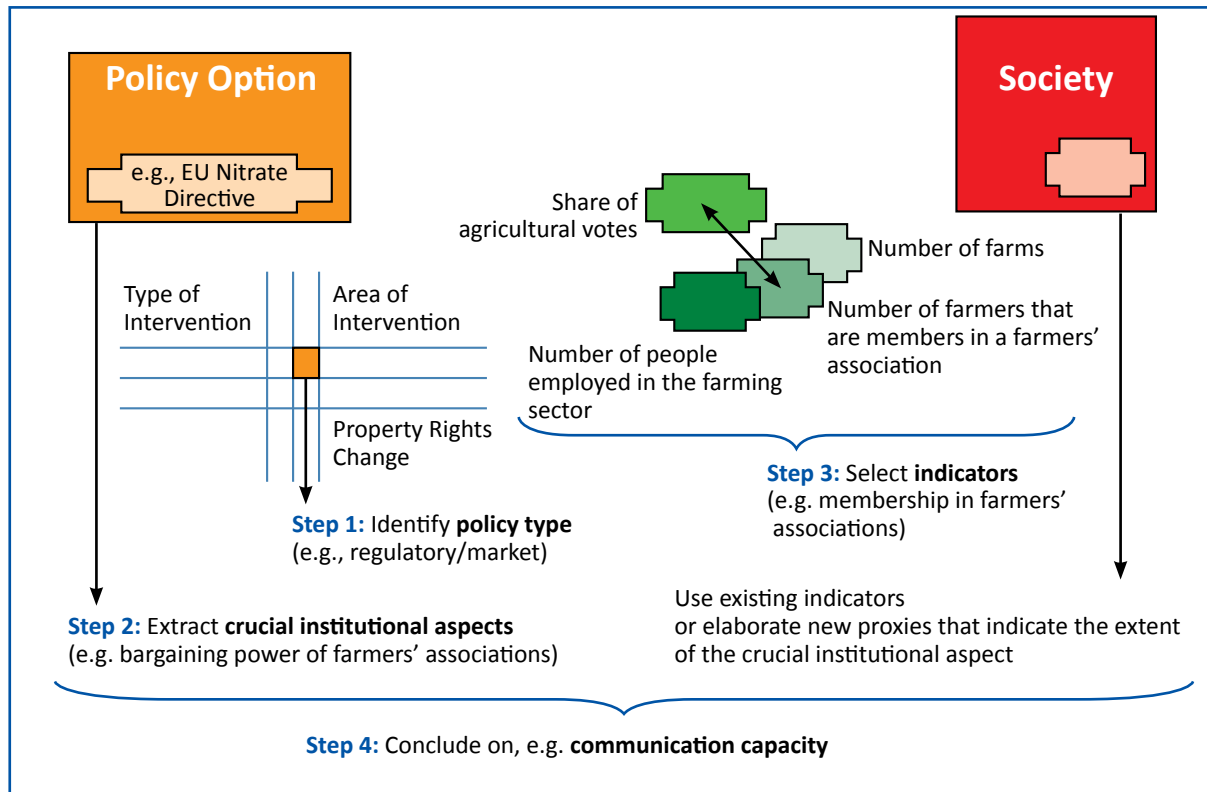 Policy Option
e.g., EU Nitrate
Directive
Society
Share of
agricultural votes
Number of farms
Number of farmers that
are members in a farmers’
association
Number of people
employed in the farming
sector
Type of
Intervention
Area of
Intervention
Property Rights
Change
Step 1: Identify policy type
(e.g., regulatory/market)
Step 3: Select indicators
(e.g. membership in farmers’
associations)
Step 2: Extract crucial institutional aspects
(e.g. bargaining power of farmers’ associations)
Use existing indicators
or elaborate new proxies that indicate the extent
of the crucial institutional aspect
Step 4: Conclude on, e.g. communication capacity